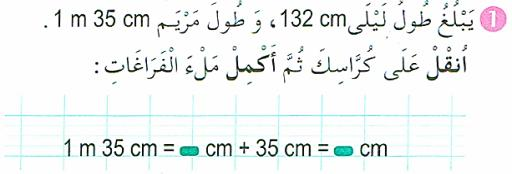 1 يَبْلُغُ طُولُ لَيْلَى 132 cm، وَ طُولُ مَرْيَم 1 m 35 cm.
اُنْقُلْ عَلَى كُرَّاسِكَ ثُمَّ أَكْمِلْ مَلْءَ الْفَرَاغَاتِ :
1 m 35 cm = cm + 35 cm = cm